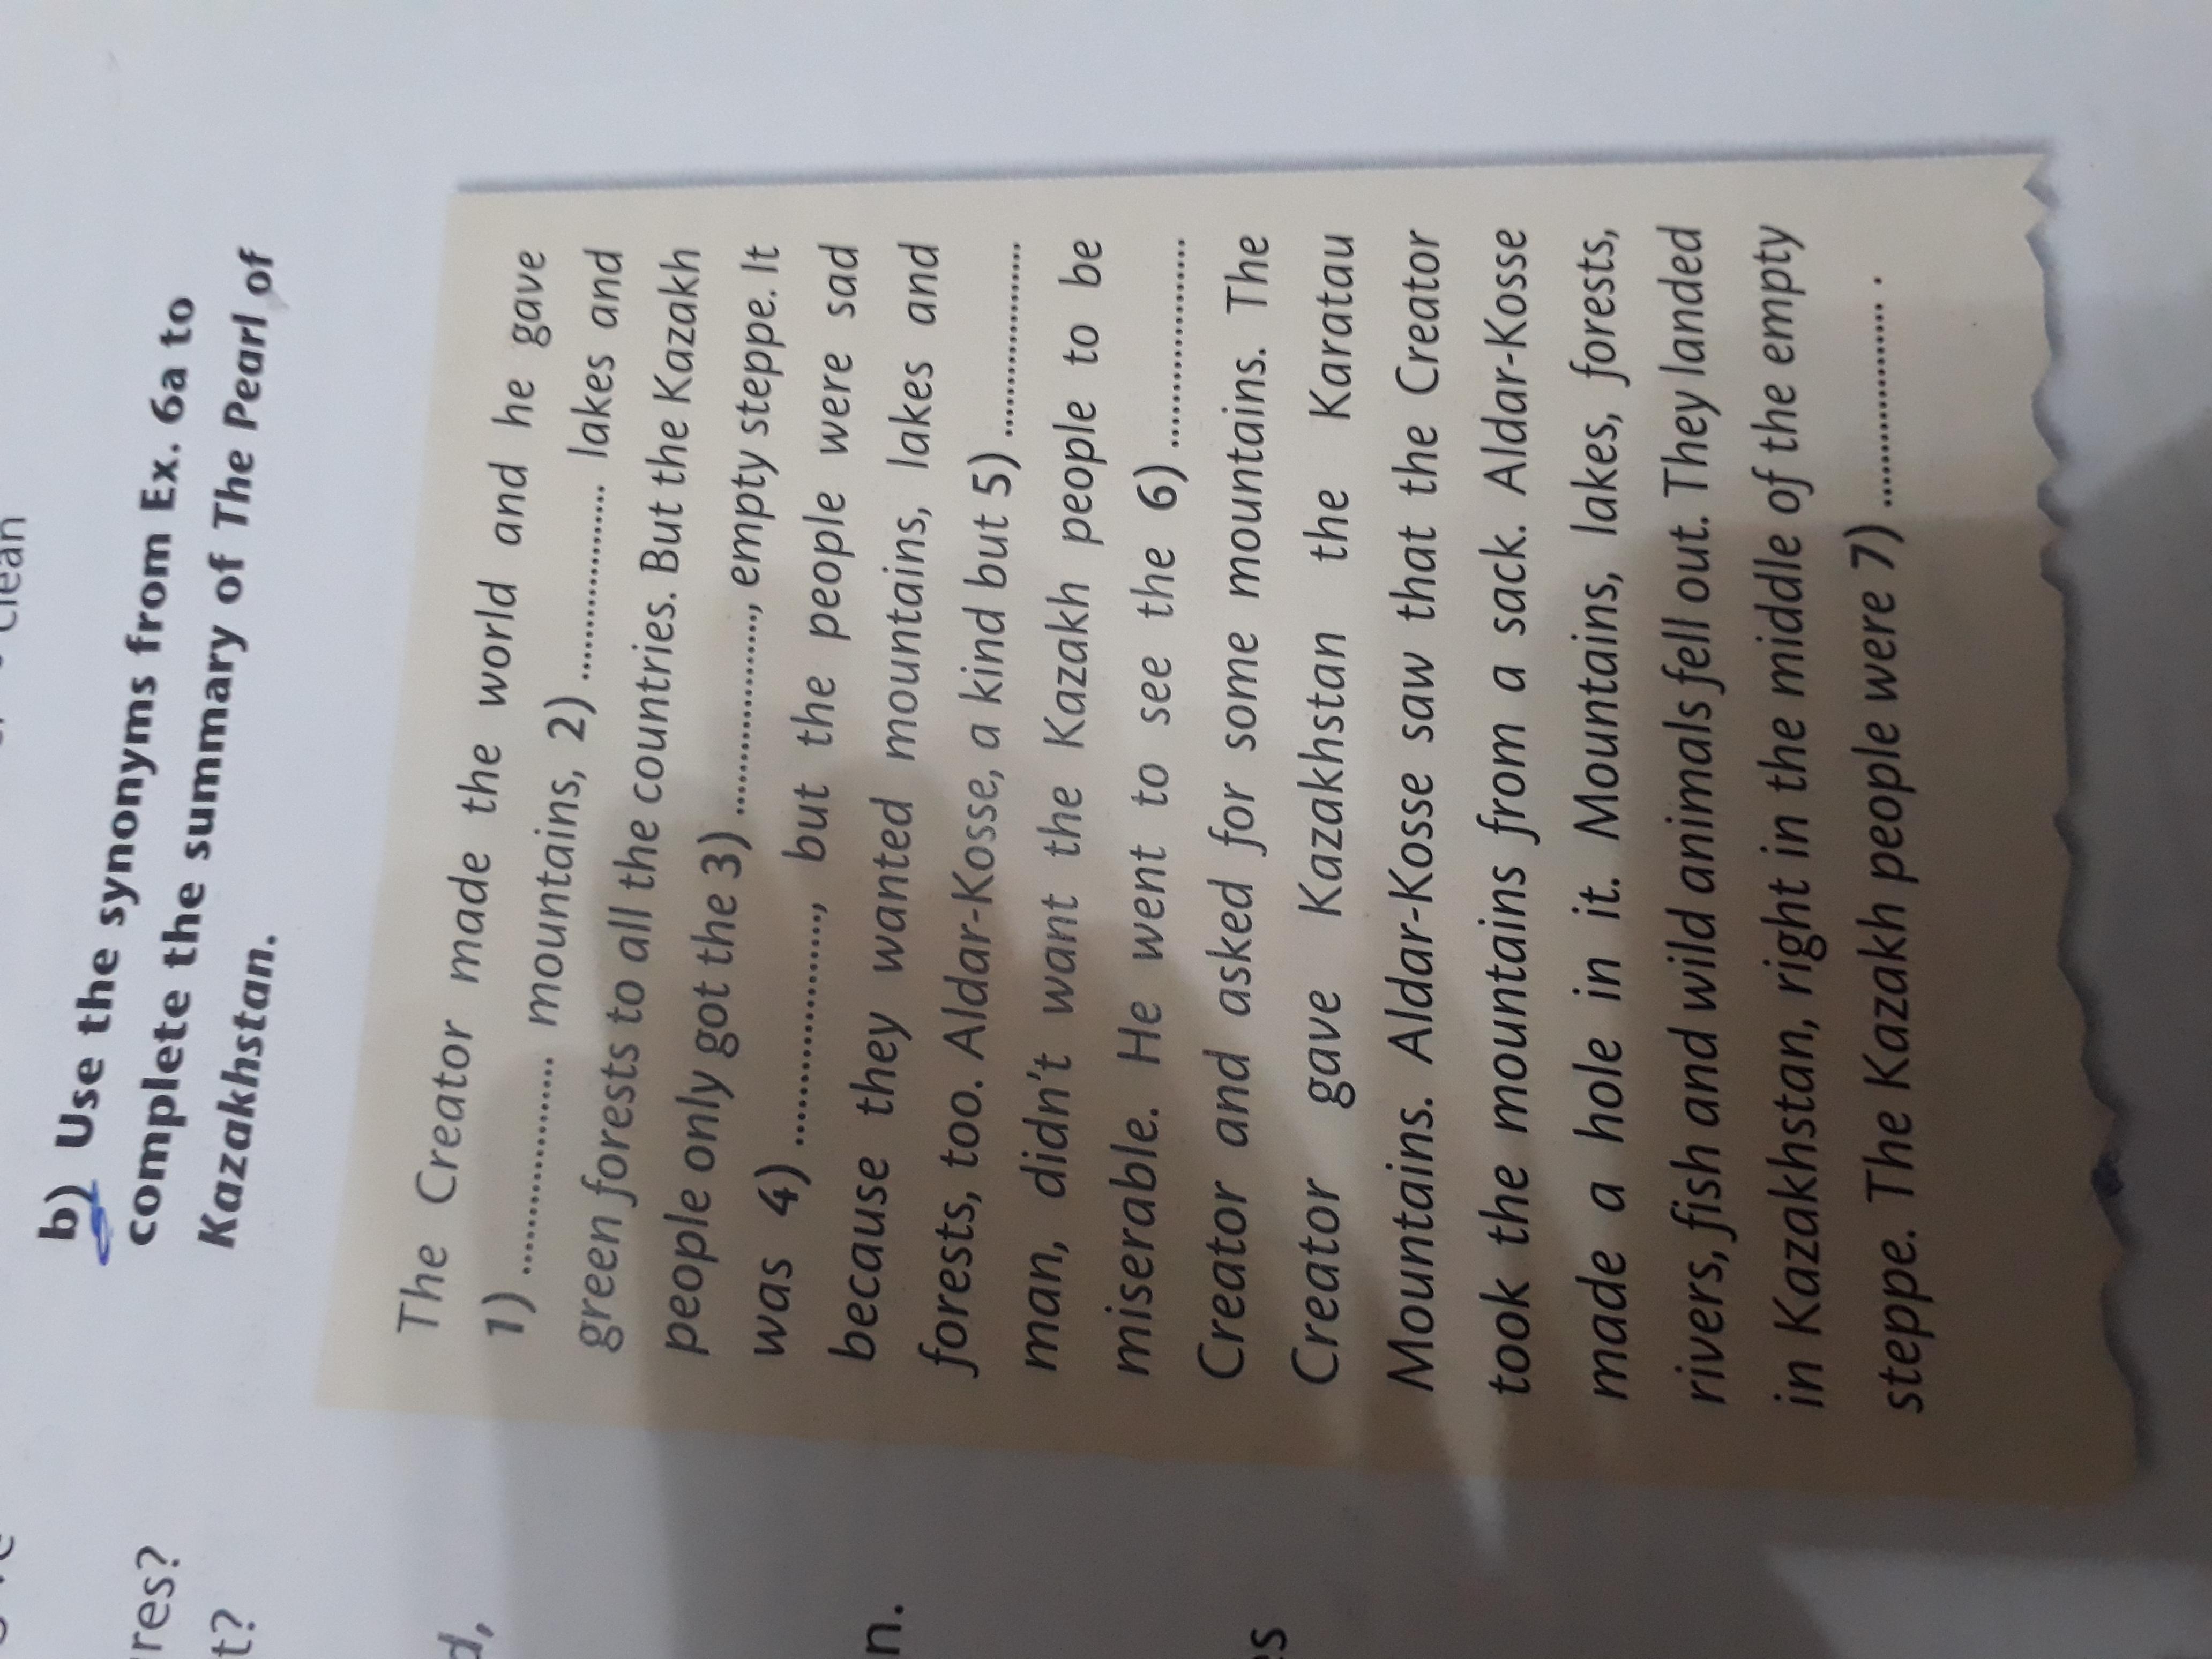 clean
b) Use the synonyms from Ex. 6a to
complete the summary of The Pearl of
Kazakhstan.
The Creator made the world and he gave
1) ................ mountains, 2) ............... lakes and
green forests to all the countries. But the Kazakh
people only got the 3) ..............., empty steppe. It
was 4) ..............., but the people were sad
because they wanted mountains, lakes and
forests, too. Aldar-Kosse, a kind but 5) ...............
man, didn't want the Kazakh people to be
miserable. He went to see the 6) ...............
Creator and asked for some mountains. The
Creator gave Kazakhstan the Karatau
Mountains. Aldar-Kosse saw that the Creator
took the mountains from a sack. Aldar-Kosse
made a hole in it. Mountains, lakes, forests,
rivers, fish and wild animals fell out. They landed
in Kazakhstan, right in the middle of the empty
steppe. The Kazakh people were 7) ............... .
res?
t?
d,
n.
es